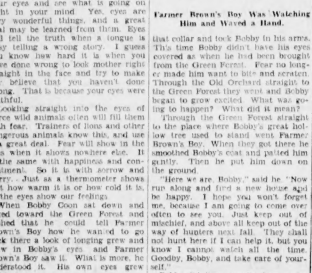 ur eyes and see what is going on
ht in your mind. Yes, eyes are
y wonderful things, and a great
al may be learned from them. Eyes
l tell the truth when a tongue is
y telling a wrong story. I guess
u know how hard it is when you
ve done wrong to look mother right
aight in the face and try to make
believe that you haven't done
ong. That is because your eyes were
thful.
Looking straight into the eyes of
rce wild animals often will fill them
h fear. Trainers of lions and other
ngerous animals know this, and use
a great deal. Fear will show in the
s when it shows nowhere else. It
the same with happiness and con-
tment. So it is with sorrow and
ry. Just as a thermometer shows
t how warm it is or how cold it is,
the eyes show our feelings.
When Bobby Coon sat down and
ked toward the Green Forest and
hed that he could tell Farmer
wn's Boy how he wanted to go
k there a look of longing grew and
w in Bobby's eyes and Farmer
own's Boy saw it. What is more, he
derstood it. His own eyes grew
Farmer Brown's Boy Was Watching
Him and Waved a Hand.
that collar and took Bobby in his arms.
This time Bobby didn't have his eyes
covered as when he had been brought
from the Green Forest. Fear no long-
er made him want to bite and scratch.
Through the Old Orchard straight to
the Green Forest they went and Bobby
began to grow excited. What was go-
ing to happen? What did it mean?
Through the Green Forest straight
to the place where Bobby's great hol-
low tree used to stand went Farmer
Brown's Boy. When they got there he
smoothed Bobby's coat and patted him
gently. Then he put him down on
the ground
"Here we are, Bobby," said he. "Now
run along and find a new house and
be happy. I hope you won't forget
me, because I am going to come over
often to see you. Just keep out of
mischief, and above all keep out of the
way of hunters next fall. They shall
not hunt here if I can help it, but you
know I cannot watch all the time.
Goodby, Bobby, and take care of your-
self."